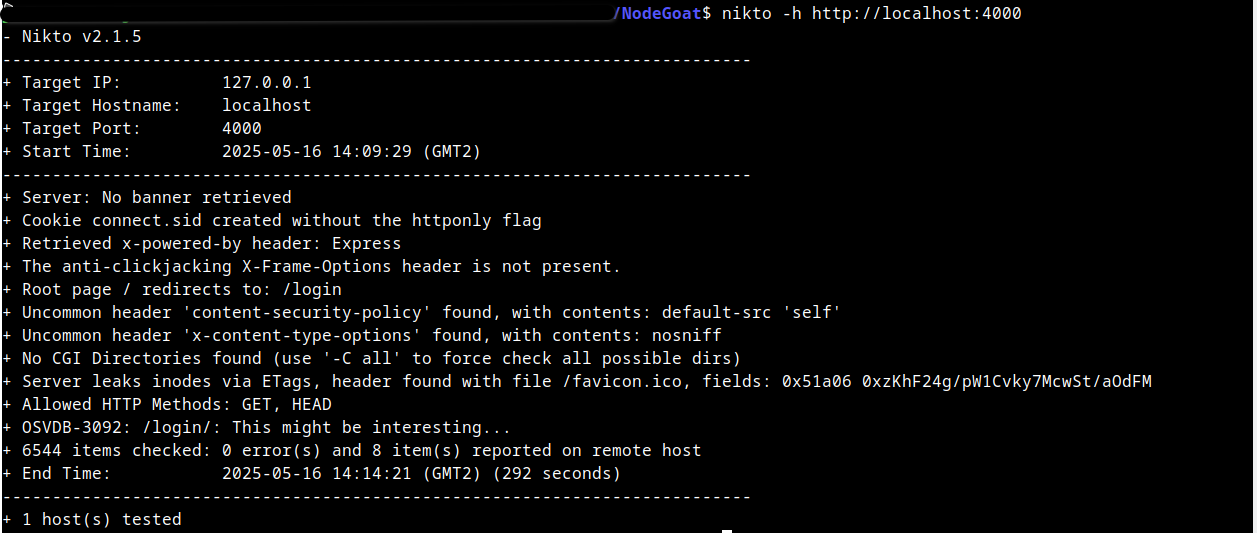 /NodeGoat$ nikto -h http://localhost:4000
- Nikto v2.1.5
---------------------------------------------------------------------------
+ Target IP:          127.0.0.1
+ Target Hostname:    localhost
+ Target Port:        4000
+ Start Time:         2025-05-16 14:09:29 (GMT2)
---------------------------------------------------------------------------
+ Server: No banner retrieved
+ Cookie connect.sid created without the httponly flag
+ Retrieved x-powered-by header: Express
+ The anti-clickjacking X-Frame-Options header is not present.
+ Root page / redirects to: /login
+ Uncommon header 'content-security-policy' found, with contents: default-src 'self'
+ Uncommon header 'x-content-type-options' found, with contents: nosniff
+ No CGI Directories found (use '-C all' to force check all possible dirs)
+ Server leaks inodes via ETags, header found with file /favicon.ico, fields: 0x51a06 0xzKhF24g/pW1Cvky7McwSt/aOdFM
+ Allowed HTTP Methods: GET, HEAD
+ OSVDB-3092: /login/: This might be interesting...
+ 6544 items checked: 0 error(s) and 8 item(s) reported on remote host
+ End Time:           2025-05-16 14:14:21 (GMT2) (292 seconds)
---------------------------------------------------------------------------
+ 1 host(s) tested